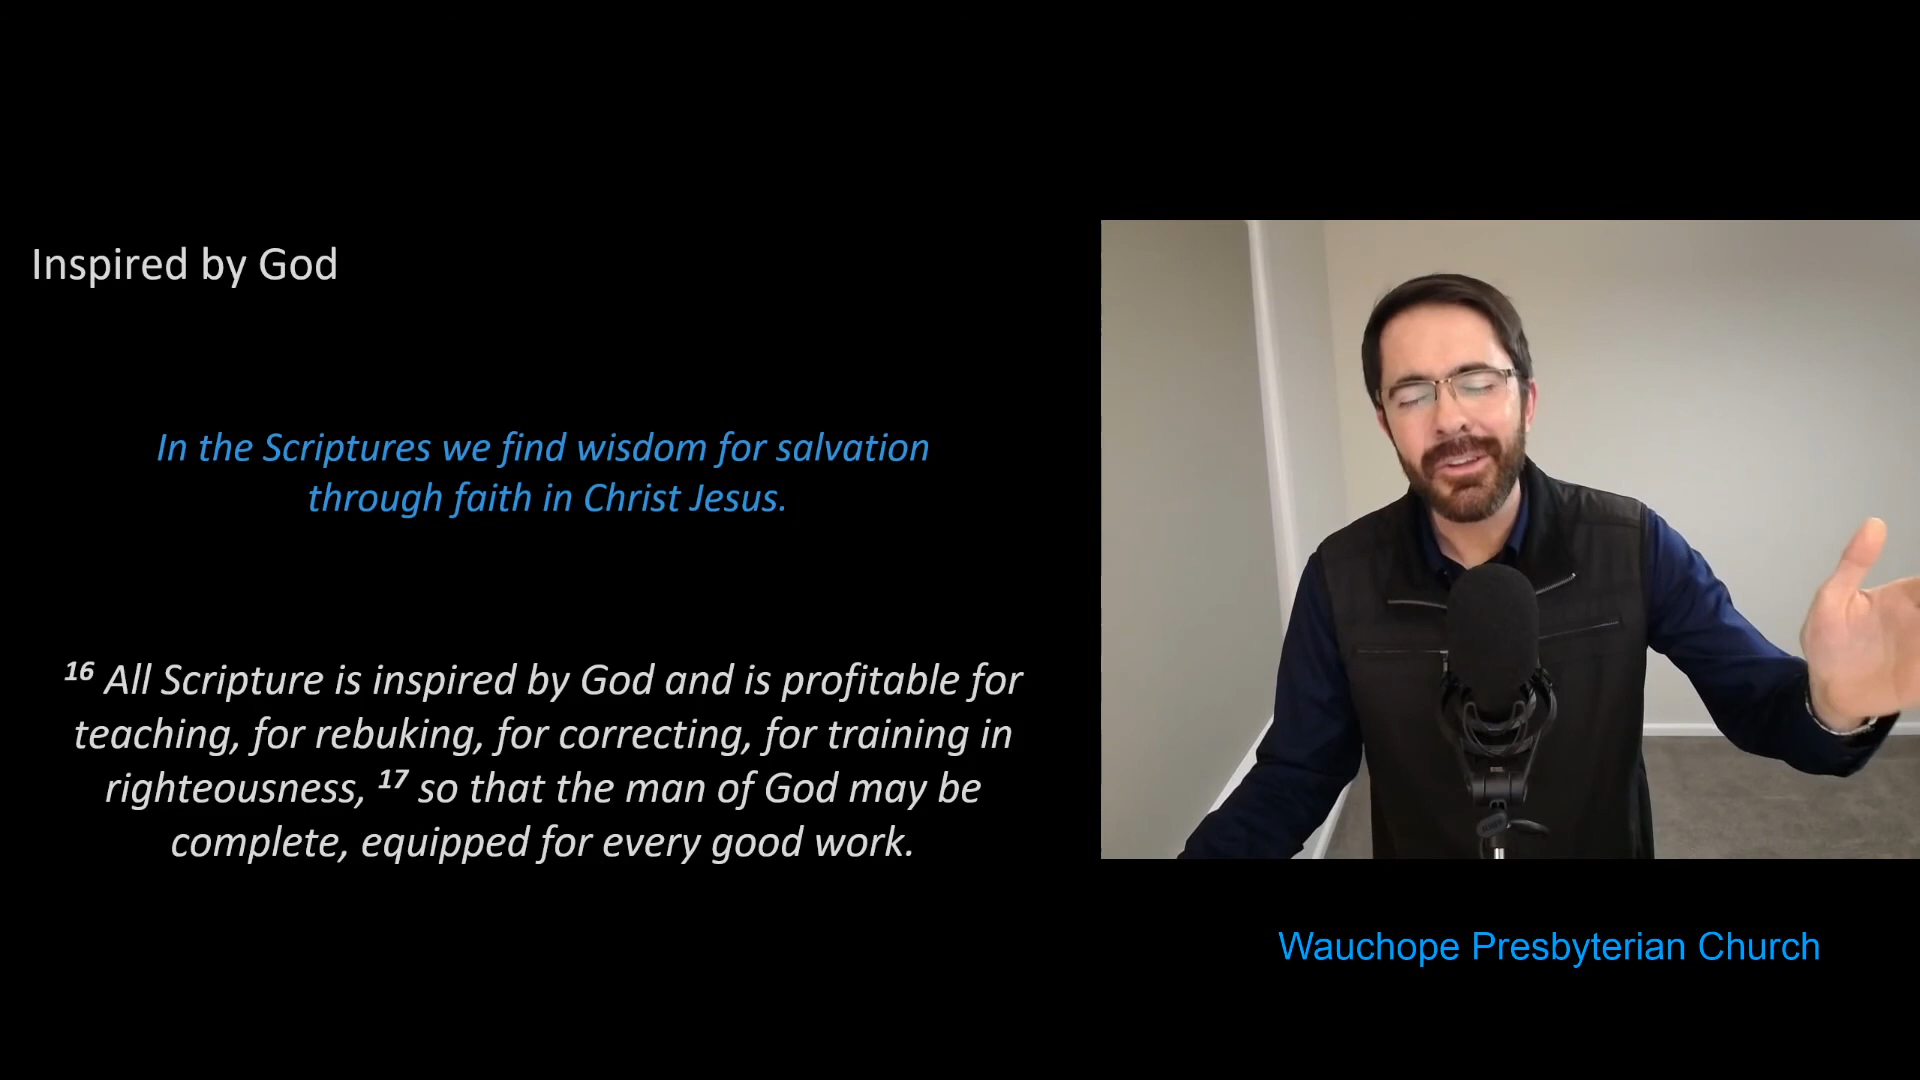 Inspired by God
In the Scriptures we find wisdom for salvation
through faith in Christ Jesus.
16 All Scripture is inspired by God and is profitable for
teaching, for rebuking, for correcting, for training in
righteousness, 17 so that the man of God may be
complete, equipped for every good work.
Wauchope Presbyterian Church